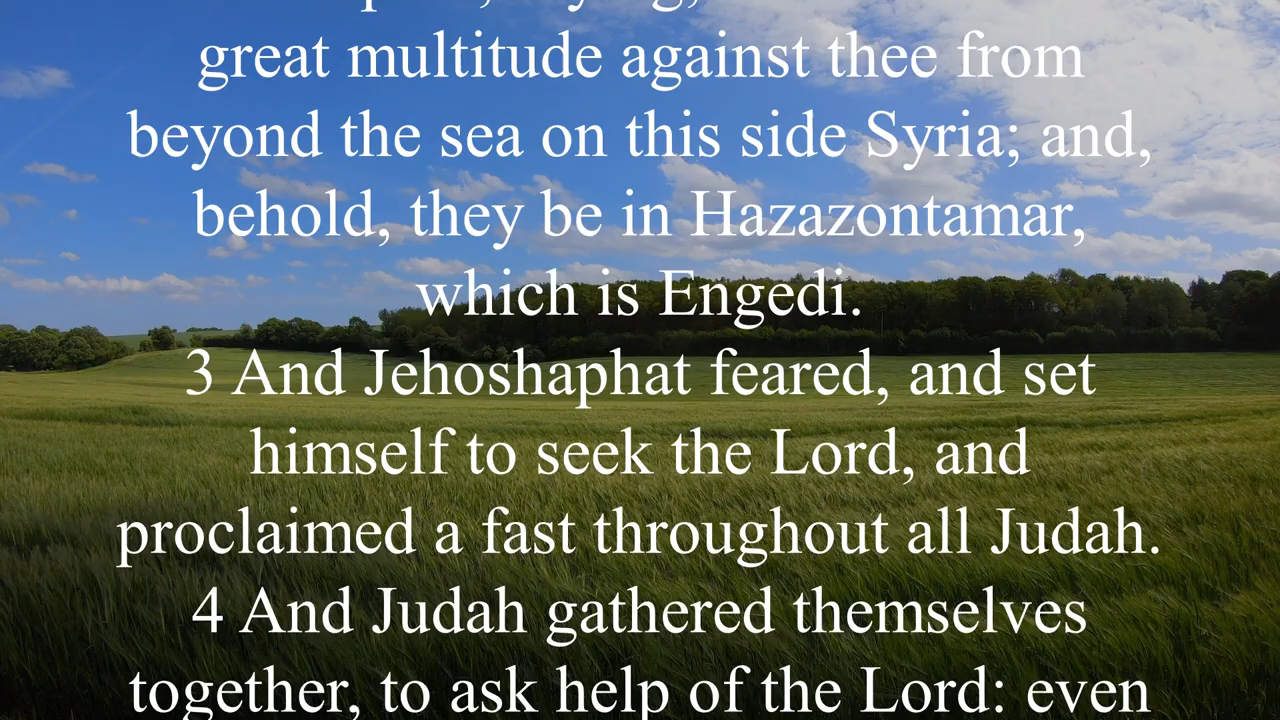 great multitude against thee from
beyond the sea on this side Syria; and,
behold, they be in Hazazontamar,
which is Engedi.
3 And Jehoshaphat feared, and set
himself to seek the Lord, and
proclaimed a fast throughout all Judah.
4 And Judah gathered themselves
together, to ask help of the Lord: even